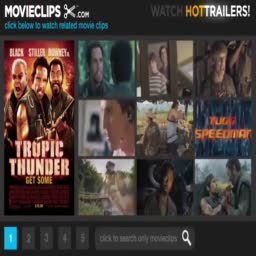 MOVIECLIPS .COM
WATCH HOTTRAILERS!
click below to watch related movie clips
BLACK STILLER DOWNEY JR
TROPIC
THUNDER
GET SOME
TUGG
SPEEDMAN
1 2 3 4 5
click to search only movieclips